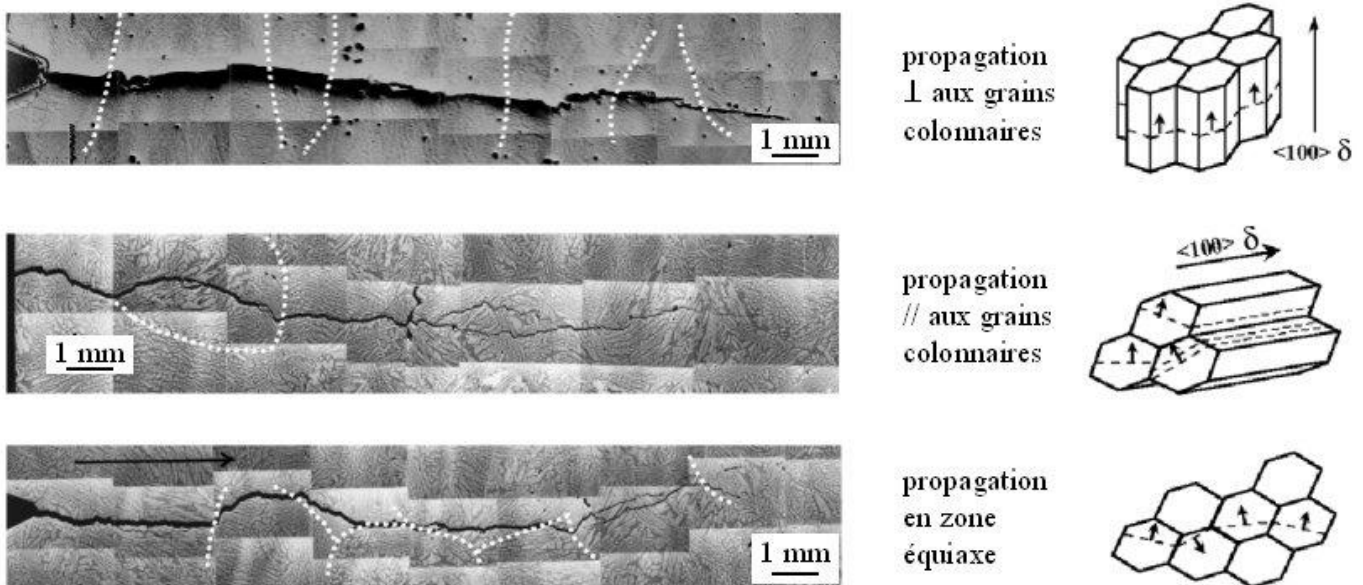 1 mm
propagation
⊥ aux grains
colonnaires
<100> δ
1 mm
propagation
// aux grains
colonnaires
<100> δ
1 mm
propagation
en zone
équiaxe